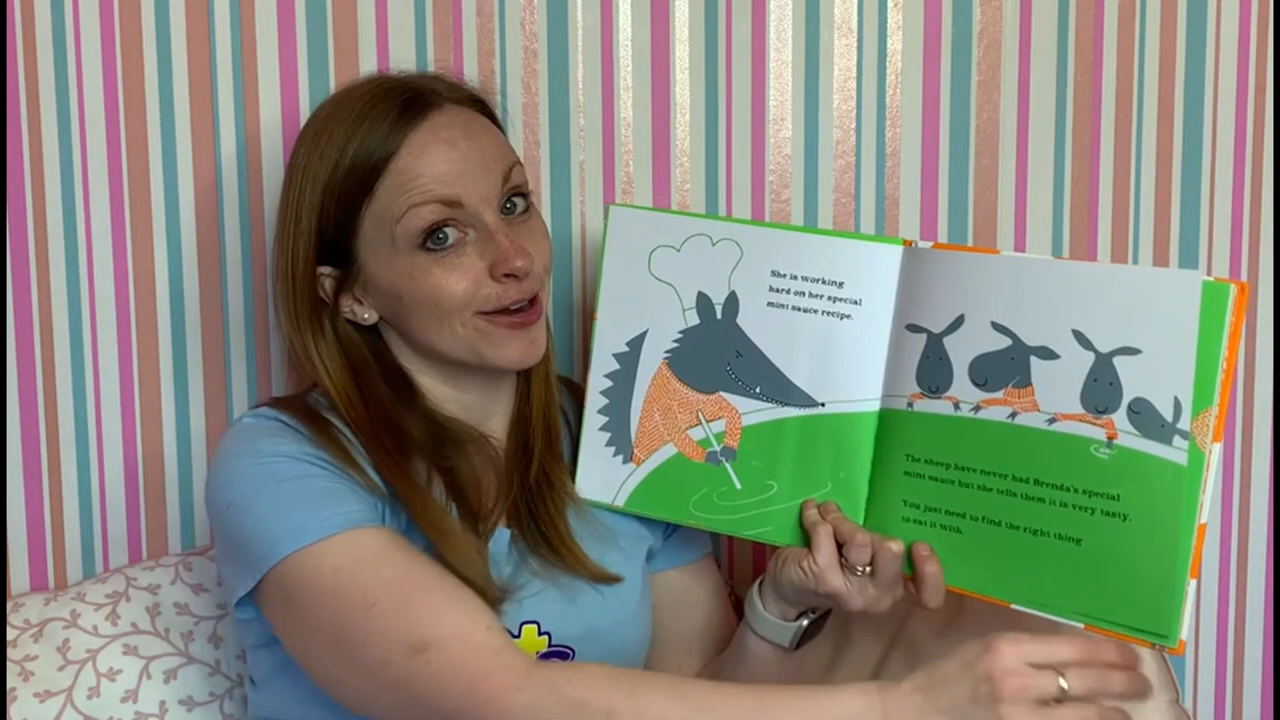 She is working
hard on her special
mint sauce recipe.
The sheep have never had Brenda's special
mint sauce but she tells them it is very tasty.
You just need to find the right thing
to eat it with.